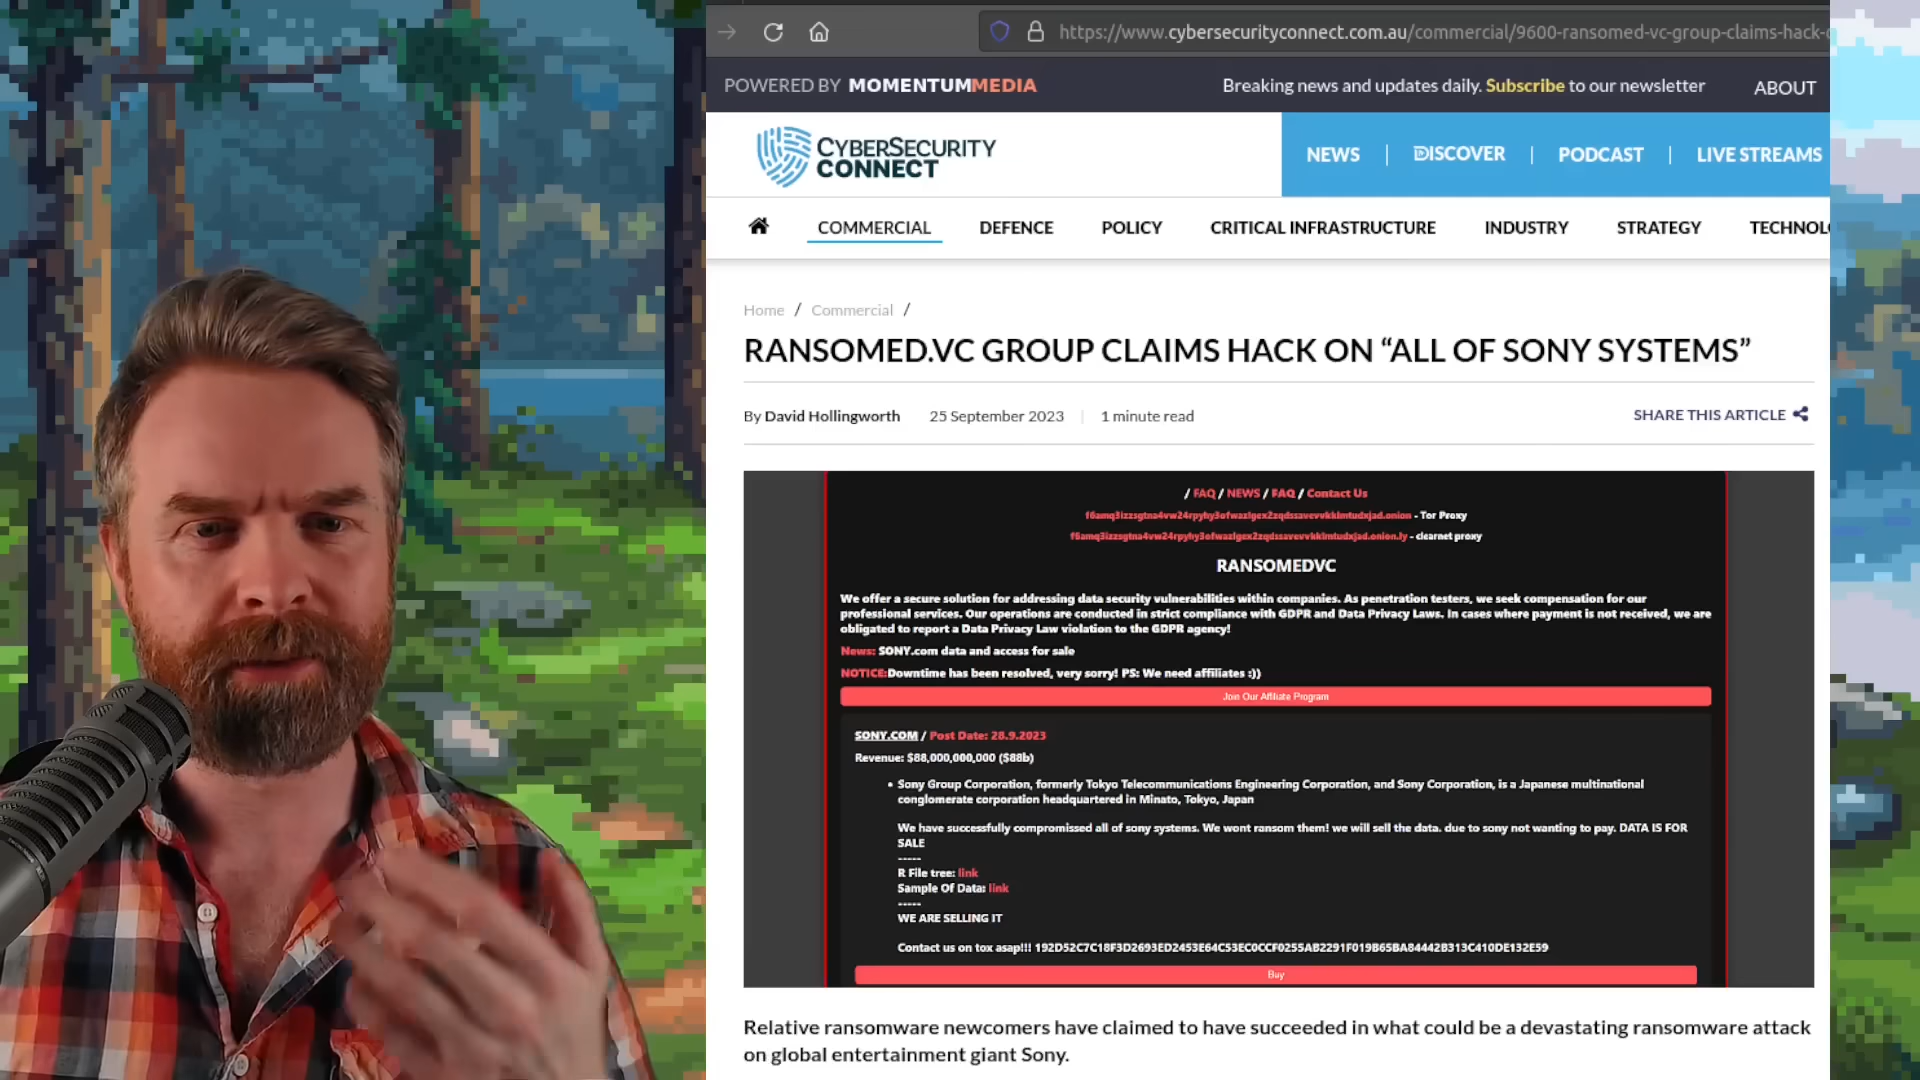 https://www.cybersecurityconnect.com.au/commercial/9600-ransomed-vc-group-claims-hack-
POWERED BY MOMENTUMMEDIA
Breaking news and updates daily. Subscribe to our newsletter
ABOUT
CYBERSECURITY
CONNECT
NEWS | DISCOVER | PODCAST | LIVE STREAMS
COMMERCIAL DEFENCE POLICY CRITICAL INFRASTRUCTURE INDUSTRY STRATEGY TECHNOL
Home / Commercial /
RANSOMED.VC GROUP CLAIMS HACK ON “ALL OF SONY SYSTEMS”
By David Hollingworth 25 September 2023 | 1 minute read
SHARE THIS ARTICLE
/ FAQ / NEWS / FAQ / Contact Us
- Tor Proxy
- clearnet proxy
RANSOMEDVC
We offer a secure solution for addressing data security vulnerabilities within companies. As penetration testers, we seek compensation for our
professional services. Our operations are conducted in strict compliance with GDPR and Data Privacy Laws. In cases where payment is not received, we are
obligated to report a Data Privacy Law violation to the GDPR agency!
News: SONY.com data and access for sale
NOTICE:Downtime has been resolved, very sorry! PS: We need affiliates :))
Join Our Affiliate Program
SONY.COM / Post Date: 28.9.2023
Revenue: $88,000,000,000 ($88b)
• Sony Group Corporation, formerly Tokyo Telecommunications Engineering Corporation, and Sony Corporation, is a Japanese multinational
conglomerate corporation headquartered in Minato, Tokyo, Japan
We have successfully compromised all of sony systems. We wont ransom them! we will sell the data. due to sony not wanting to pay. DATA IS FOR
SALE
-----
R File tree: link
Sample Of Data: link
-----
WE ARE SELLING IT
Contact us on tox asap!!! 192D52C7C18F3D2693ED2453E64C53EC0CCF0255AB2291F019B65BA84442B313C410DE132E59
Buy
Relative ransomware newcomers have claimed to have succeeded in what could be a devastating ransomware attack
on global entertainment giant Sony.